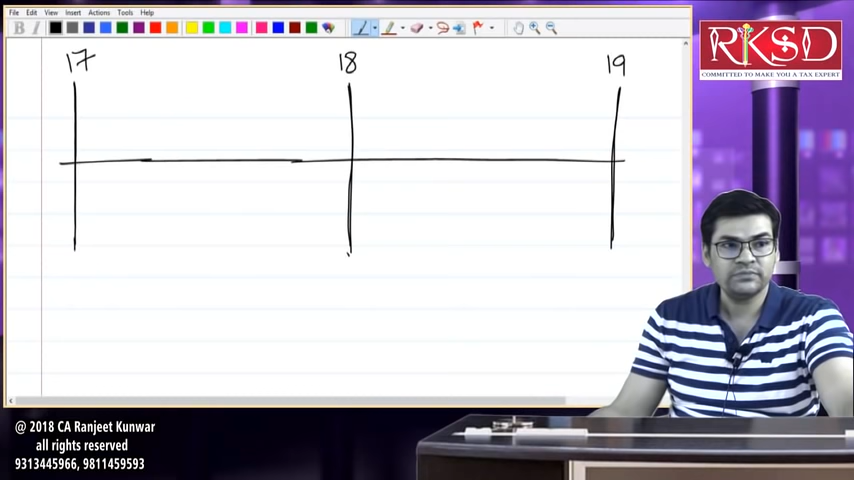 File Edit View Insert Actions Tools Help
B I
17 18 19
RKSD
COMMITTED TO MAKE YOU A TAX EXPERT
@ 2018 CA Ranjeet Kunwar
all rights reserved
9313445966, 9811459593